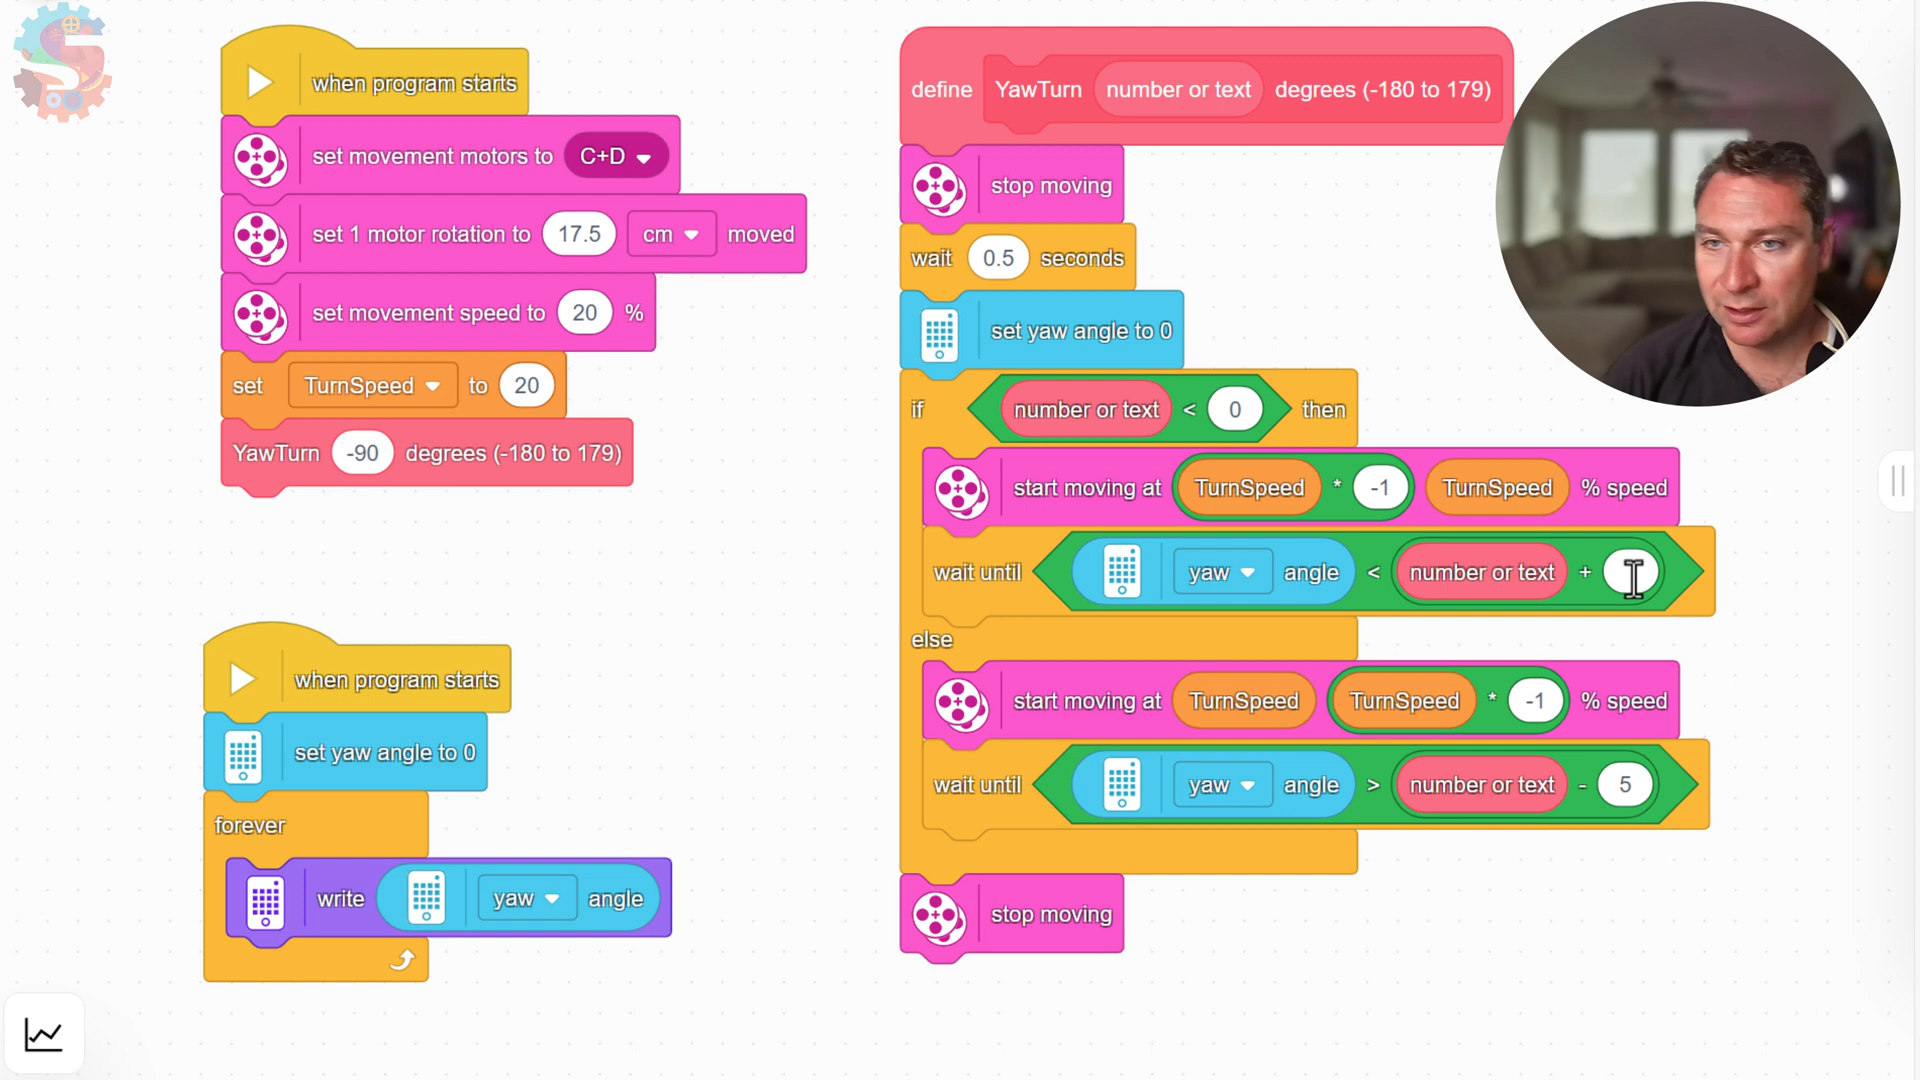 when program starts
set movement motors to C+D
set 1 motor rotation to 17.5 cm moved
set movement speed to 20 %
set TurnSpeed to 20
YawTurn -90 degrees (-180 to 179)
when program starts
set yaw angle to 0
forever
write yaw angle
define YawTurn number or text degrees (-180 to 179)
stop moving
wait 0.5 seconds
set yaw angle to 0
if number or text < 0 then
start moving at TurnSpeed * -1 TurnSpeed % speed
wait until yaw angle < number or text +
else
start moving at TurnSpeed TurnSpeed * -1 % speed
wait until yaw angle > number or text - 5
stop moving